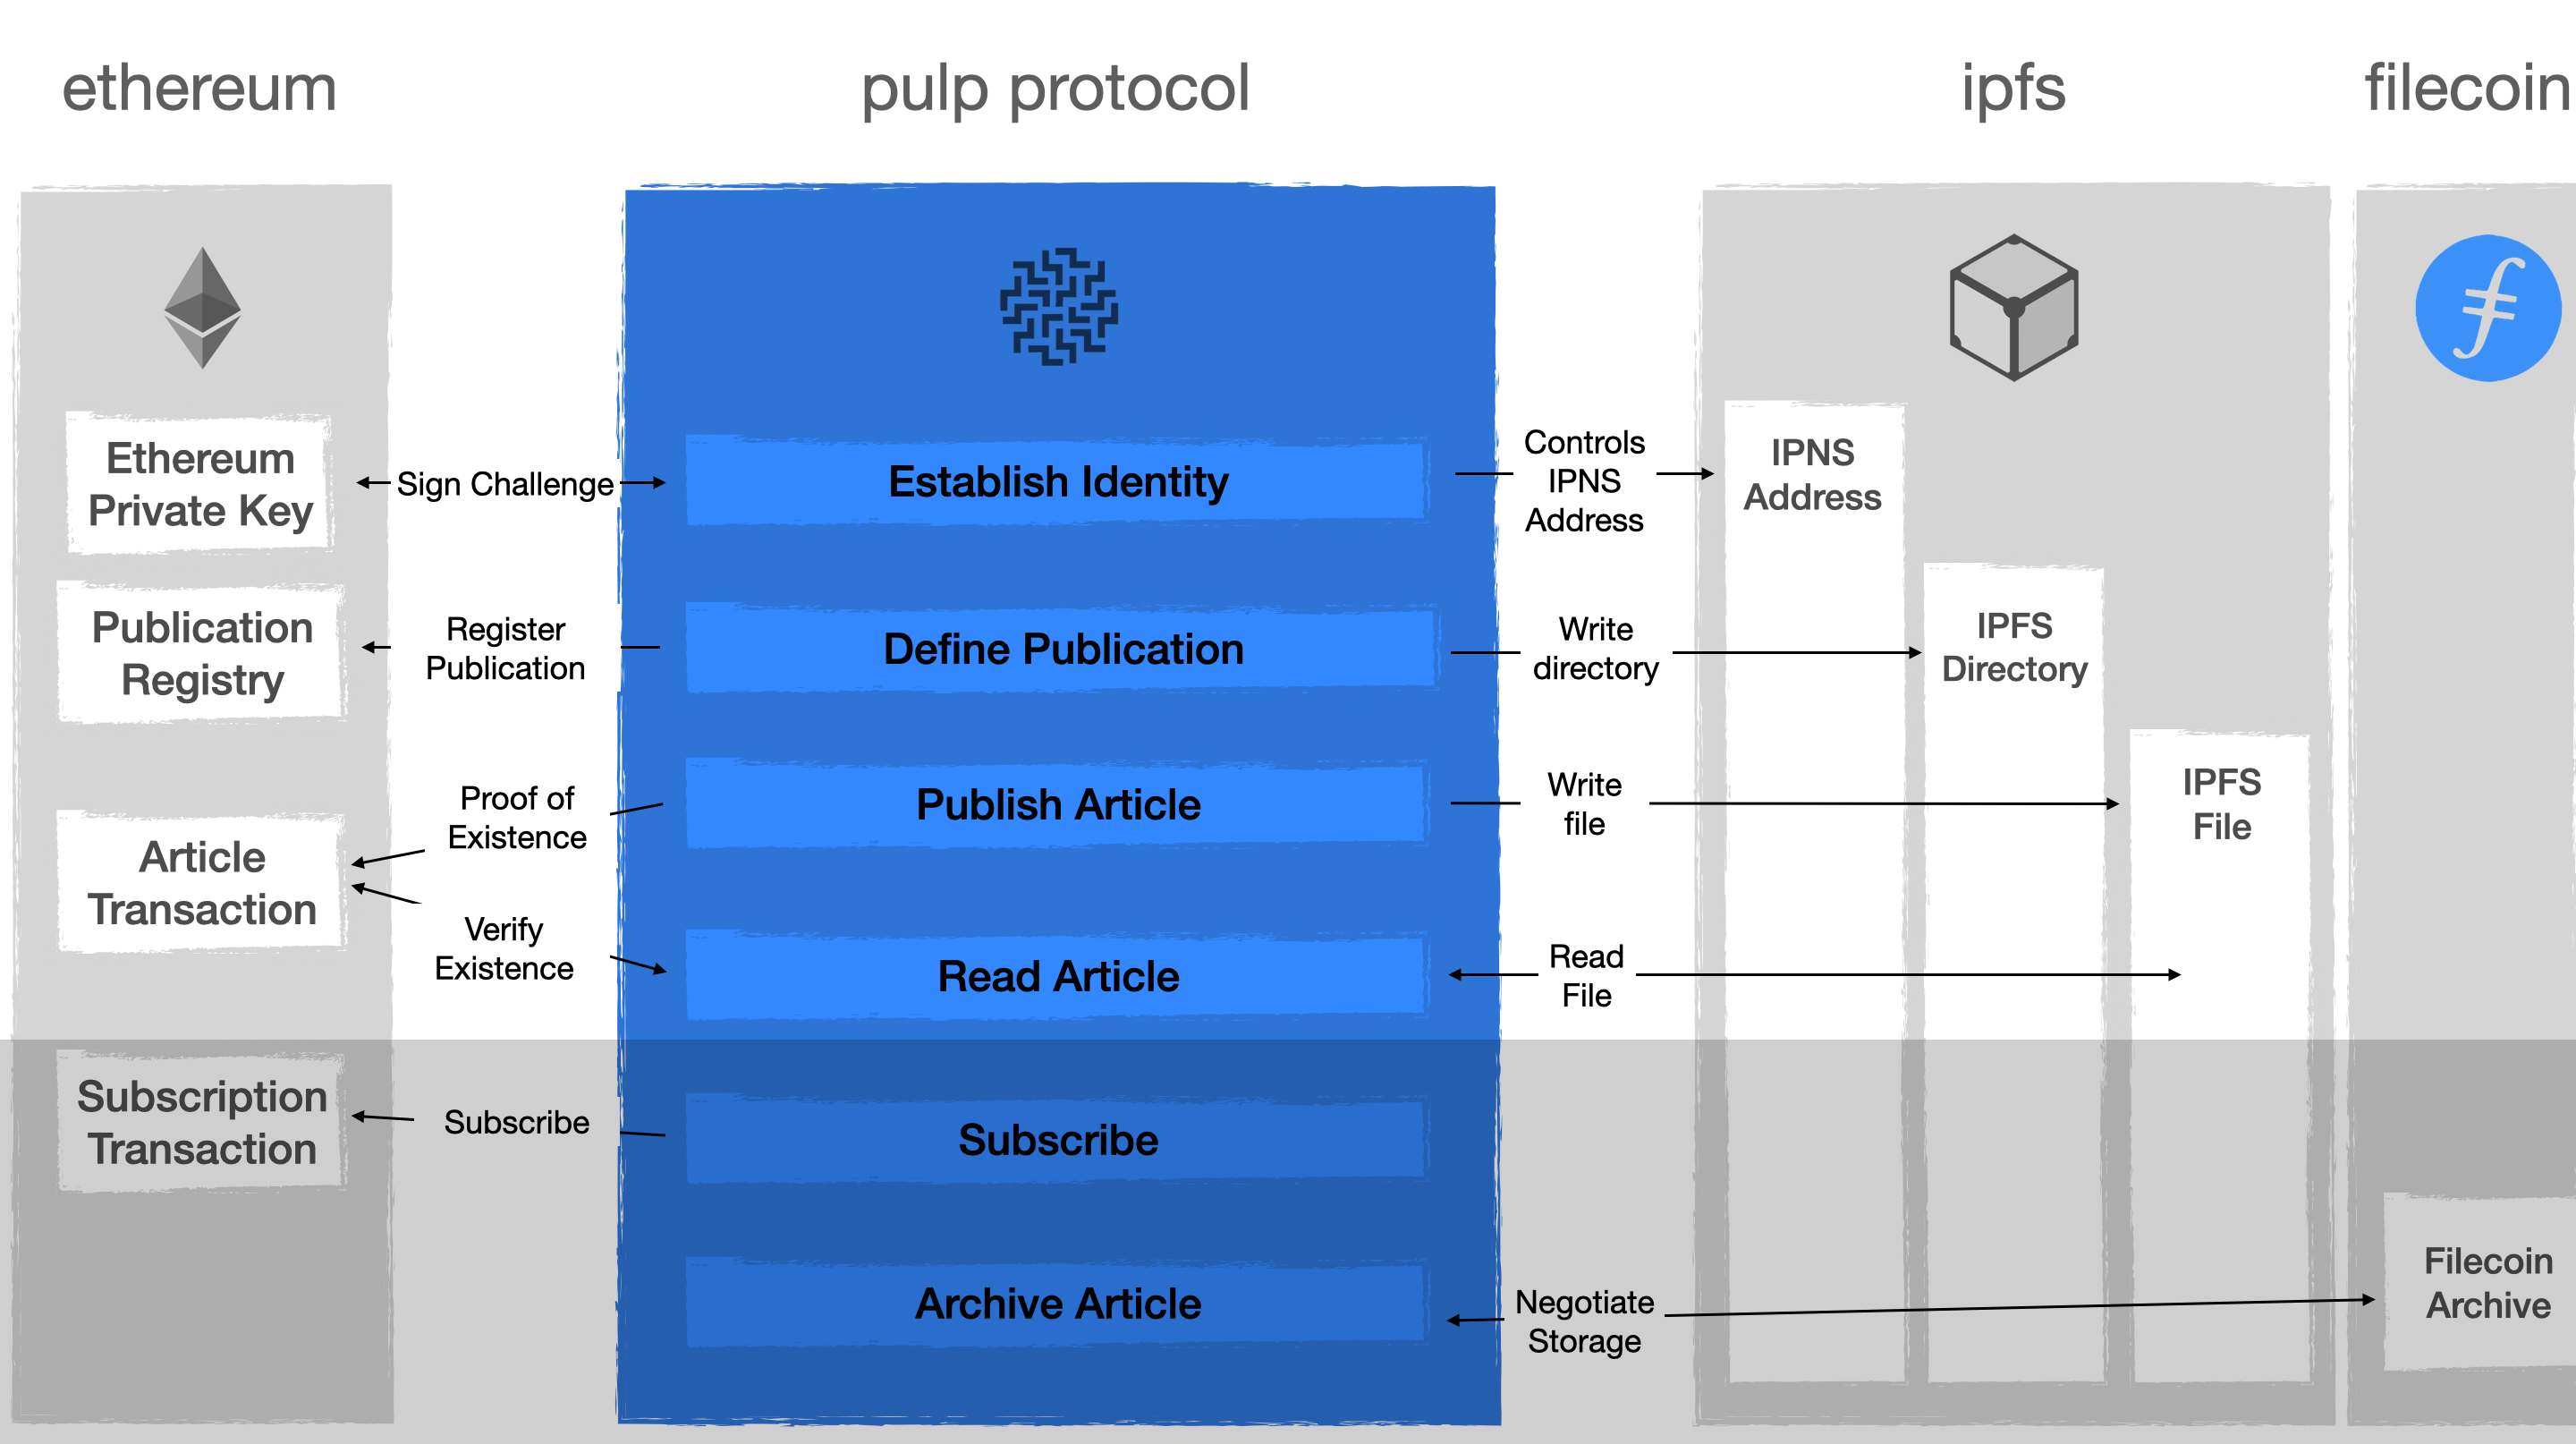 ethereum
pulp protocol
ipfs
filecoin
Ethereum
Private Key
Sign Challenge
Establish Identity
Controls
IPNS
Address
IPNS
Address
Publication
Registry
Register
Publication
Define Publication
Write
directory
IPFS
Directory
Article
Transaction
Proof of
Existence
Publish Article
Write
file
IPFS
File
Verify
Existence
Read Article
Read
File
Subscription
Transaction
Subscribe
Subscribe
Archive Article
Negotiate
Storage
Filecoin
Archive